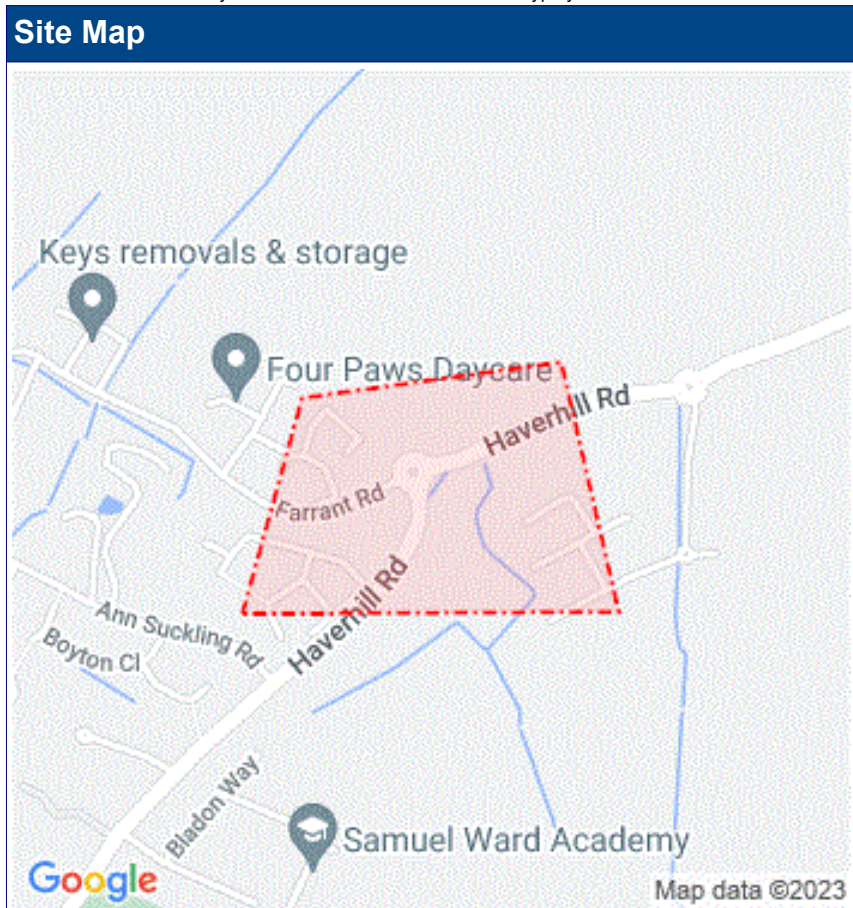 Site Map
Keys removals & storage
Four Paws Daycare
Haverhill Rd
Farrant Rd
Haverhill Rd
Ann Suckling Rd
Boyton Cl
Bladon Way
Samuel Ward Academy
Google
Map data ©2023